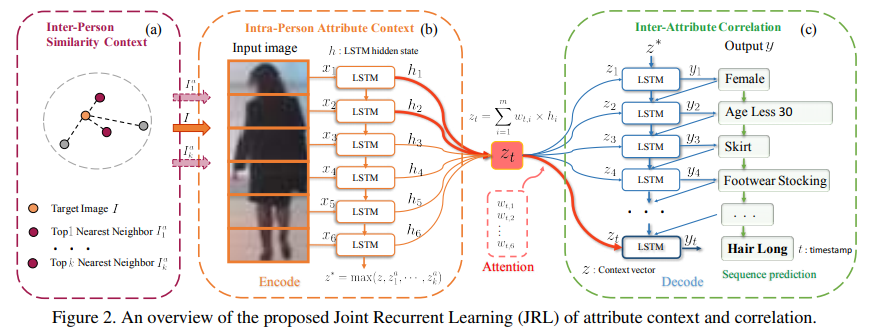 Inter-Person
Similarity Context
(a)
Target Image I
Top1 Nearest Neighbor I_1^a
. . .
Top k Nearest Neighbor I_k^a
I_1^a
I
I_k^a
Intra-Person Attribute Context
(b)
Input image
h : LSTM hidden state
x_1 LSTM h_1
x_2 LSTM h_2
x_3 LSTM h_3
x_4 LSTM h_4
x_5 LSTM h_5
x_6 LSTM h_6
Encode
z* = max(z, z_1^a, ⋯, z_k^a)
z_t = \sum_{i=1}^{m} w_{t,i} × h_i
z_t
w_{t,1}
w_{t,2}
⋮
w_{t,6}
Attention
Inter-Attribute Correlation
(c)
z*
Output y
z_1 LSTM y_1 Female
z_2 LSTM y_2 Age Less 30
z_3 LSTM y_3 Skirt
z_4 LSTM y_4 Footwear Stocking
. . . . . .
z_t LSTM y_t Hair Long
t : timestamp
z : Context vector
Decode
Sequence prediction
Figure 2. An overview of the proposed Joint Recurrent Learning (JRL) of attribute context and correlation.